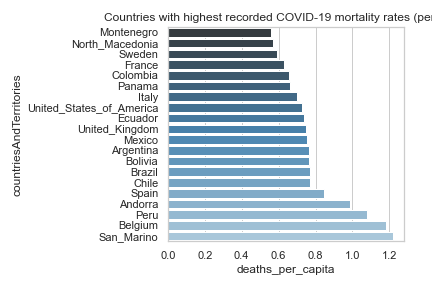 Countries with highest recorded COVID-19 mortality rates (per
Montenegro
North_Macedonia
Sweden
France
Colombia
Panama
Italy
United_States_of_America
Ecuador
United_Kingdom
Mexico
Argentina
Bolivia
Brazil
Chile
Spain
Andorra
Peru
Belgium
San_Marino
countriesAndTerritories
0.0 0.2 0.4 0.6 0.8 1.0 1.2
deaths_per_capita